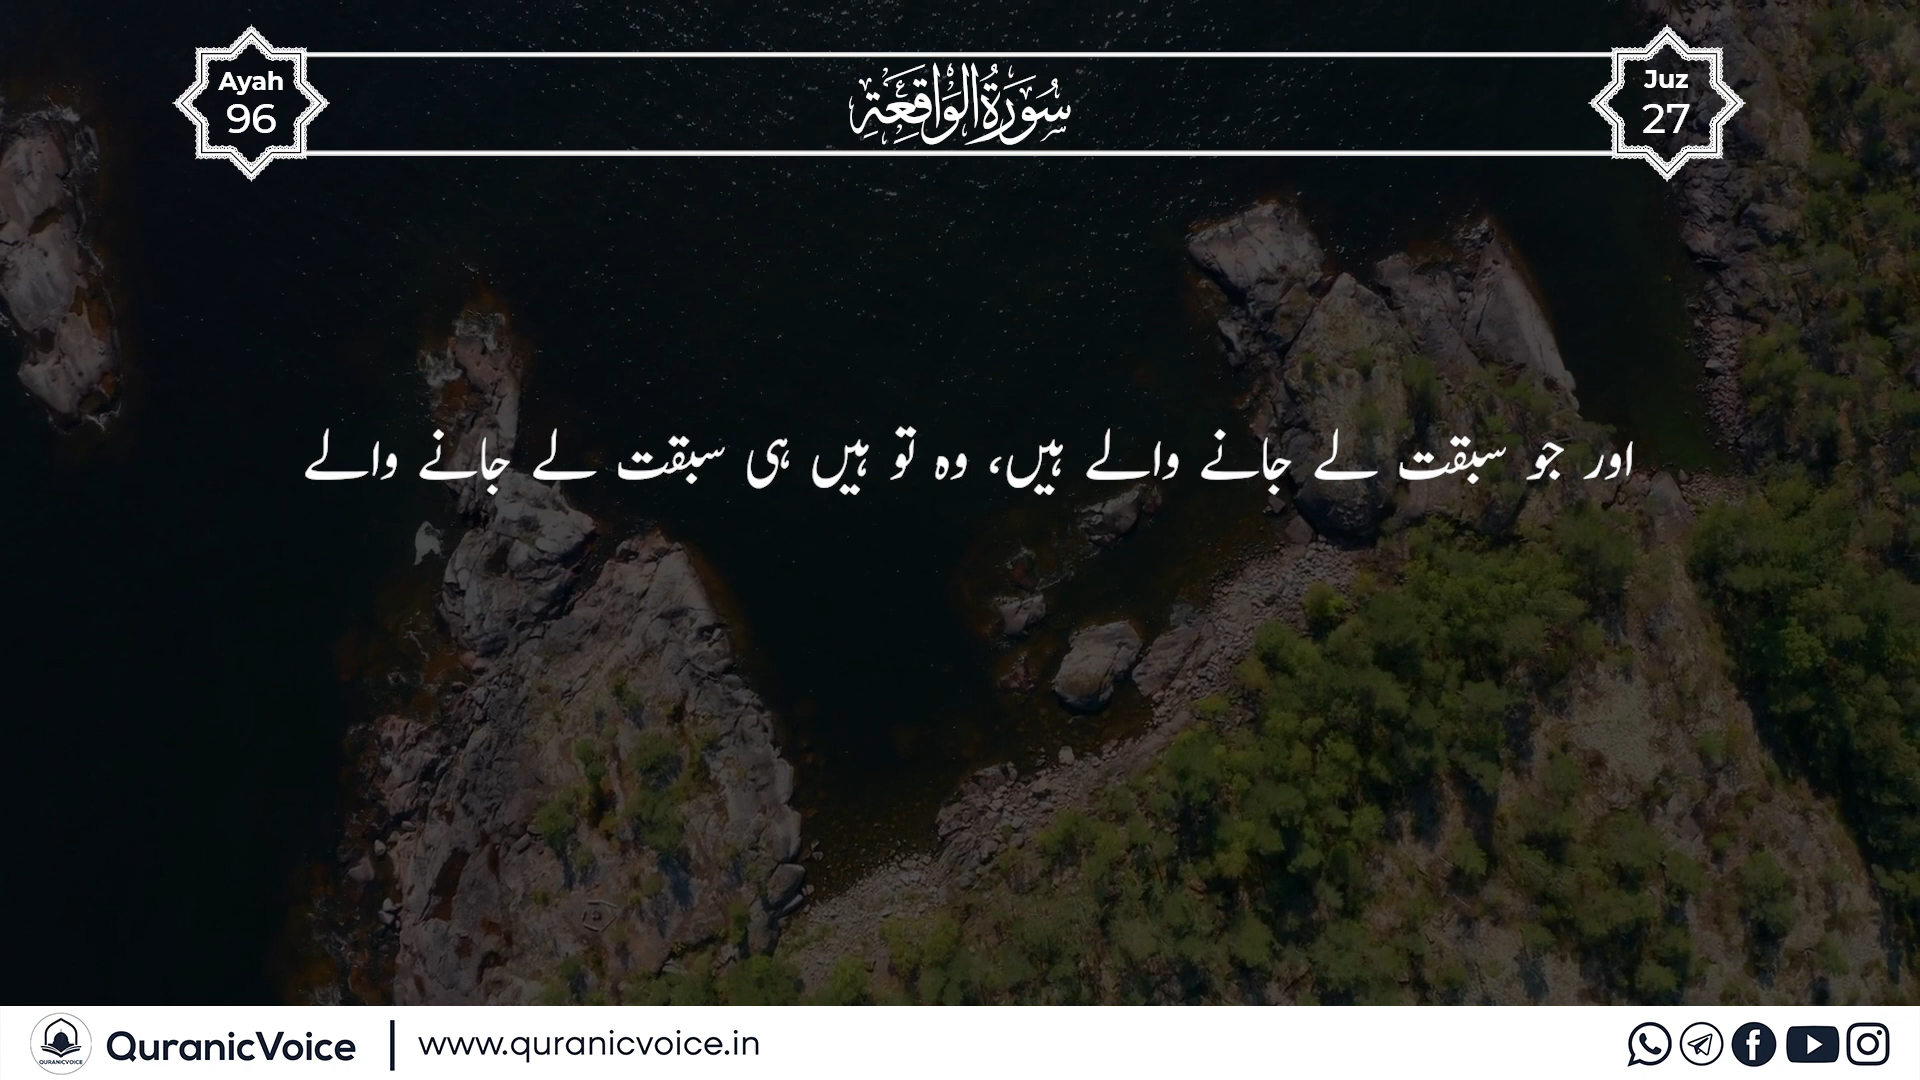 Ayah
96
سُورَةُ الوَاقِعَة
Juz
27
اور جو سبقت لے جانے والے ہیں، وہ تو ہیں ہی سبقت لے جانے والے
QURANICVOICE
QuranicVoice | www.quranicvoice.in